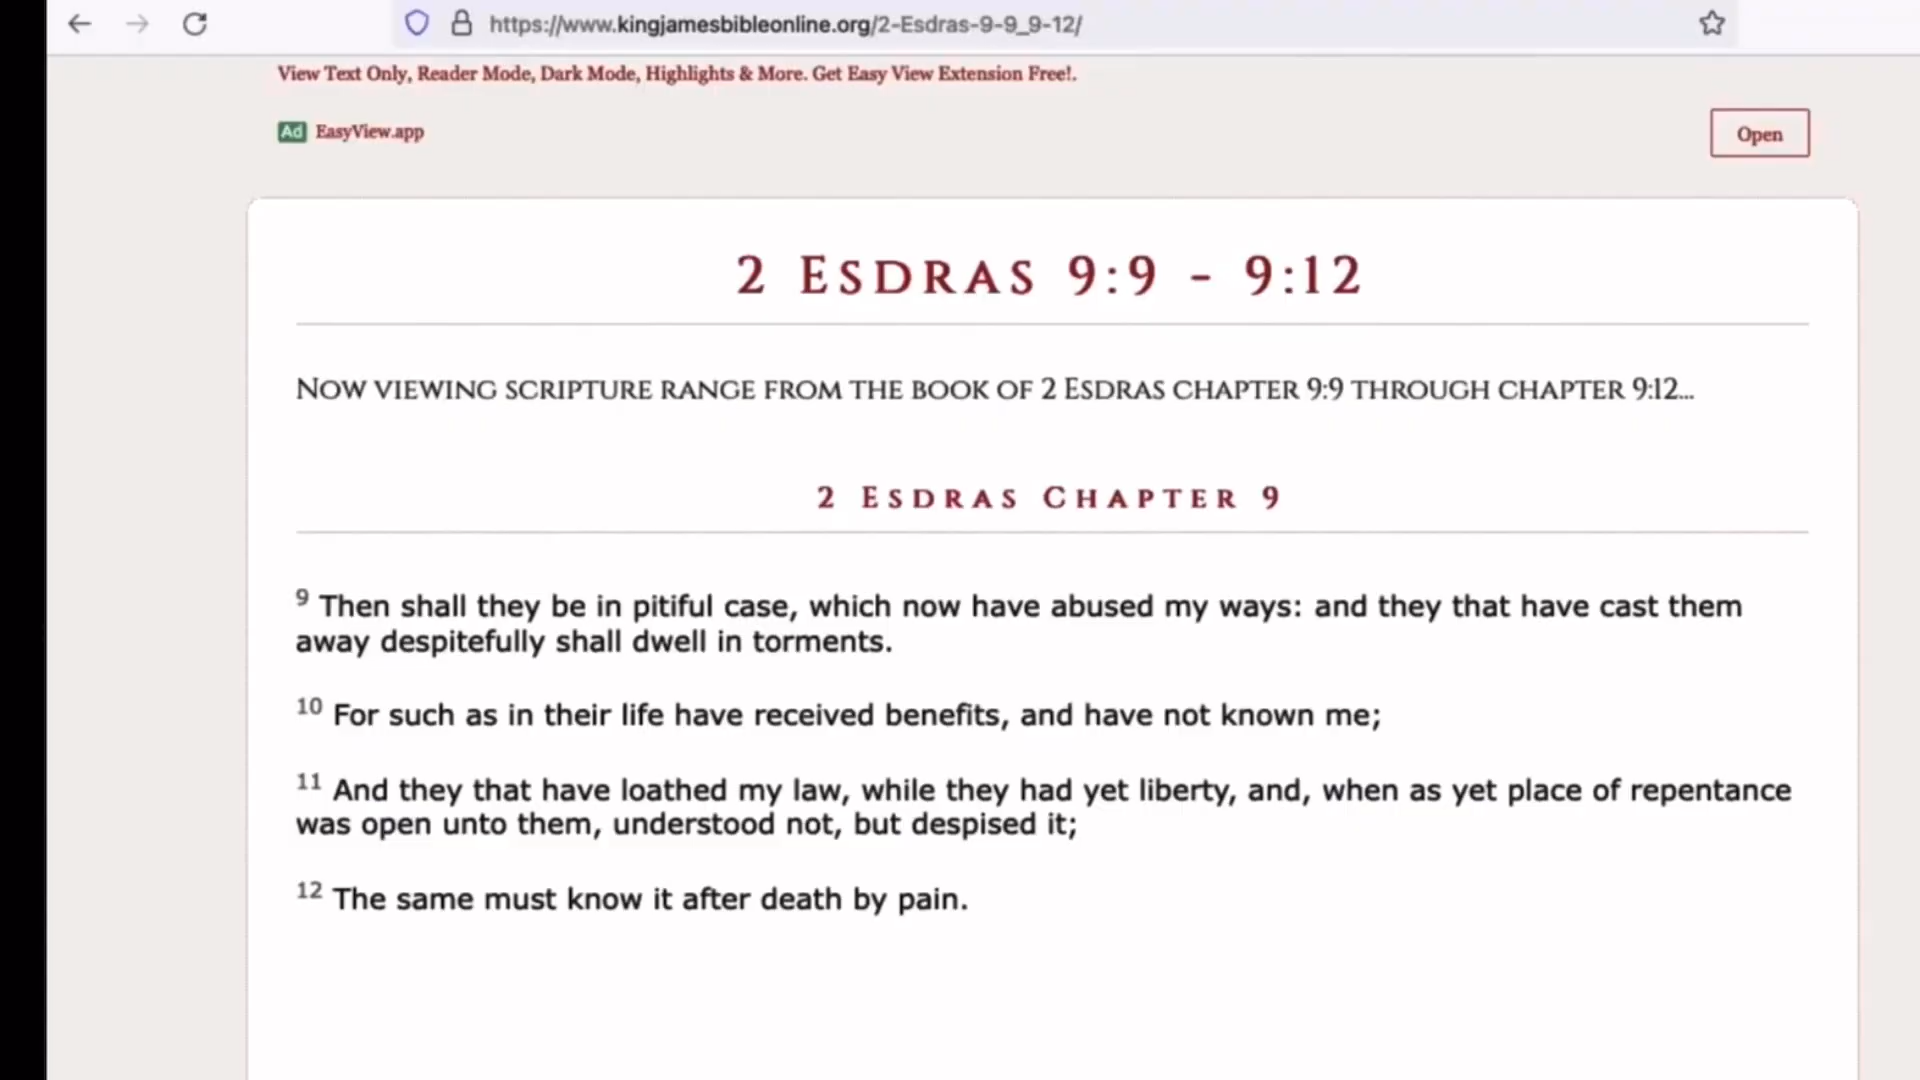 https://www.kingjamesbibleonline.org/2-Esdras-9-9_9-12/
View Text Only, Reader Mode, Dark Mode, Highlights & More. Get Easy View Extension Free!.
Ad EasyView.app
Open
2 Esdras 9:9 - 9:12
Now viewing scripture range from the book of 2 Esdras chapter 9:9 through chapter 9:12...
2 Esdras Chapter 9
9 Then shall they be in pitiful case, which now have abused my ways: and they that have cast them
away despitefully shall dwell in torments.
10 For such as in their life have received benefits, and have not known me;
11 And they that have loathed my law, while they had yet liberty, and, when as yet place of repentance
was open unto them, understood not, but despised it;
12 The same must know it after death by pain.